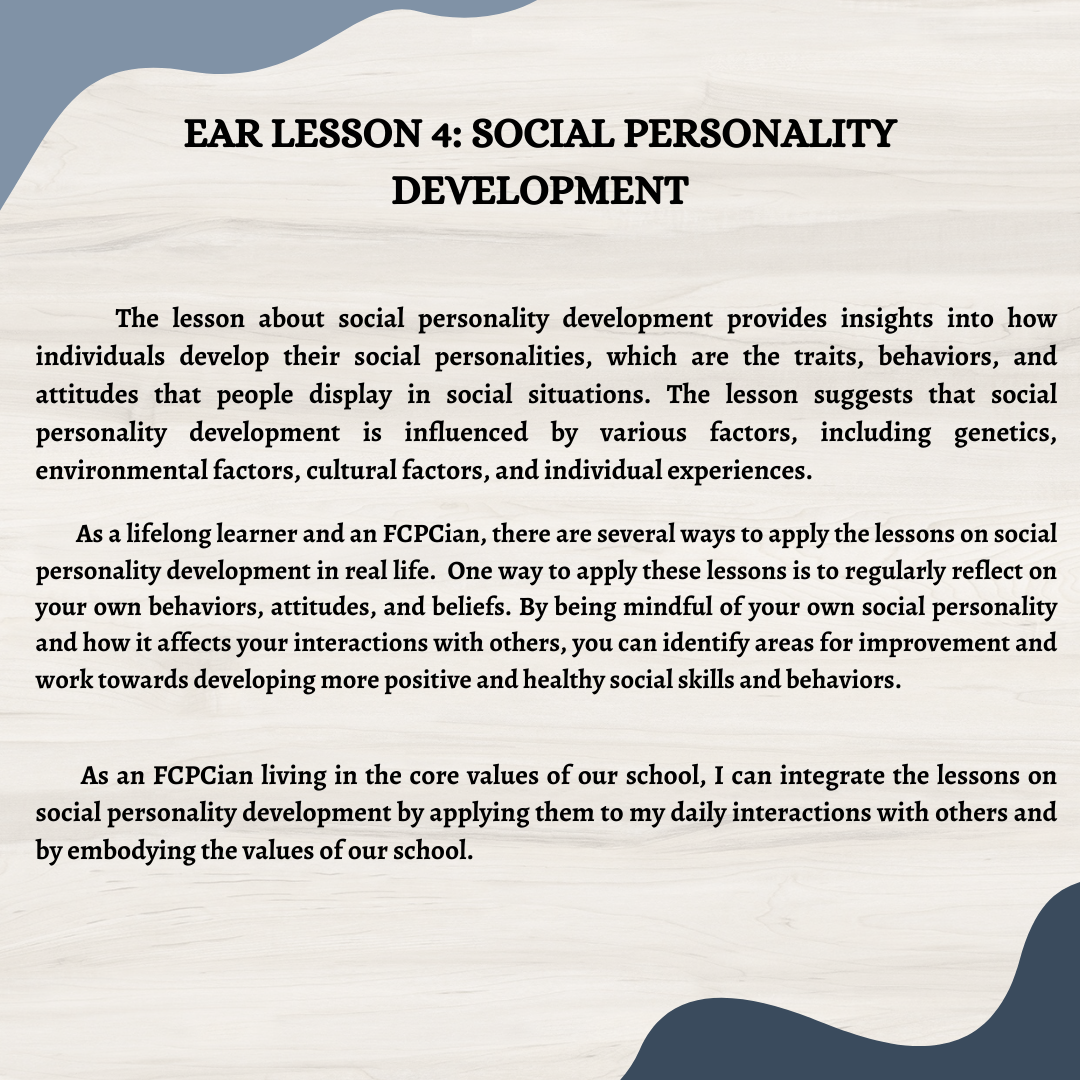 EAR LESSON 4: SOCIAL PERSONALITY
DEVELOPMENT
The lesson about social personality development provides insights into how
individuals develop their social personalities, which are the traits, behaviors, and
attitudes that people display in social situations. The lesson suggests that social
personality development is influenced by various factors, including genetics,
environmental factors, cultural factors, and individual experiences.
As a lifelong learner and an FCPCian, there are several ways to apply the lessons on social
personality development in real life. One way to apply these lessons is to regularly reflect on
your own behaviors, attitudes, and beliefs. By being mindful of your own social personality
and how it affects your interactions with others, you can identify areas for improvement and
work towards developing more positive and healthy social skills and behaviors.
As an FCPCian living in the core values of our school, I can integrate the lessons on
social personality development by applying them to my daily interactions with others and
by embodying the values of our school.